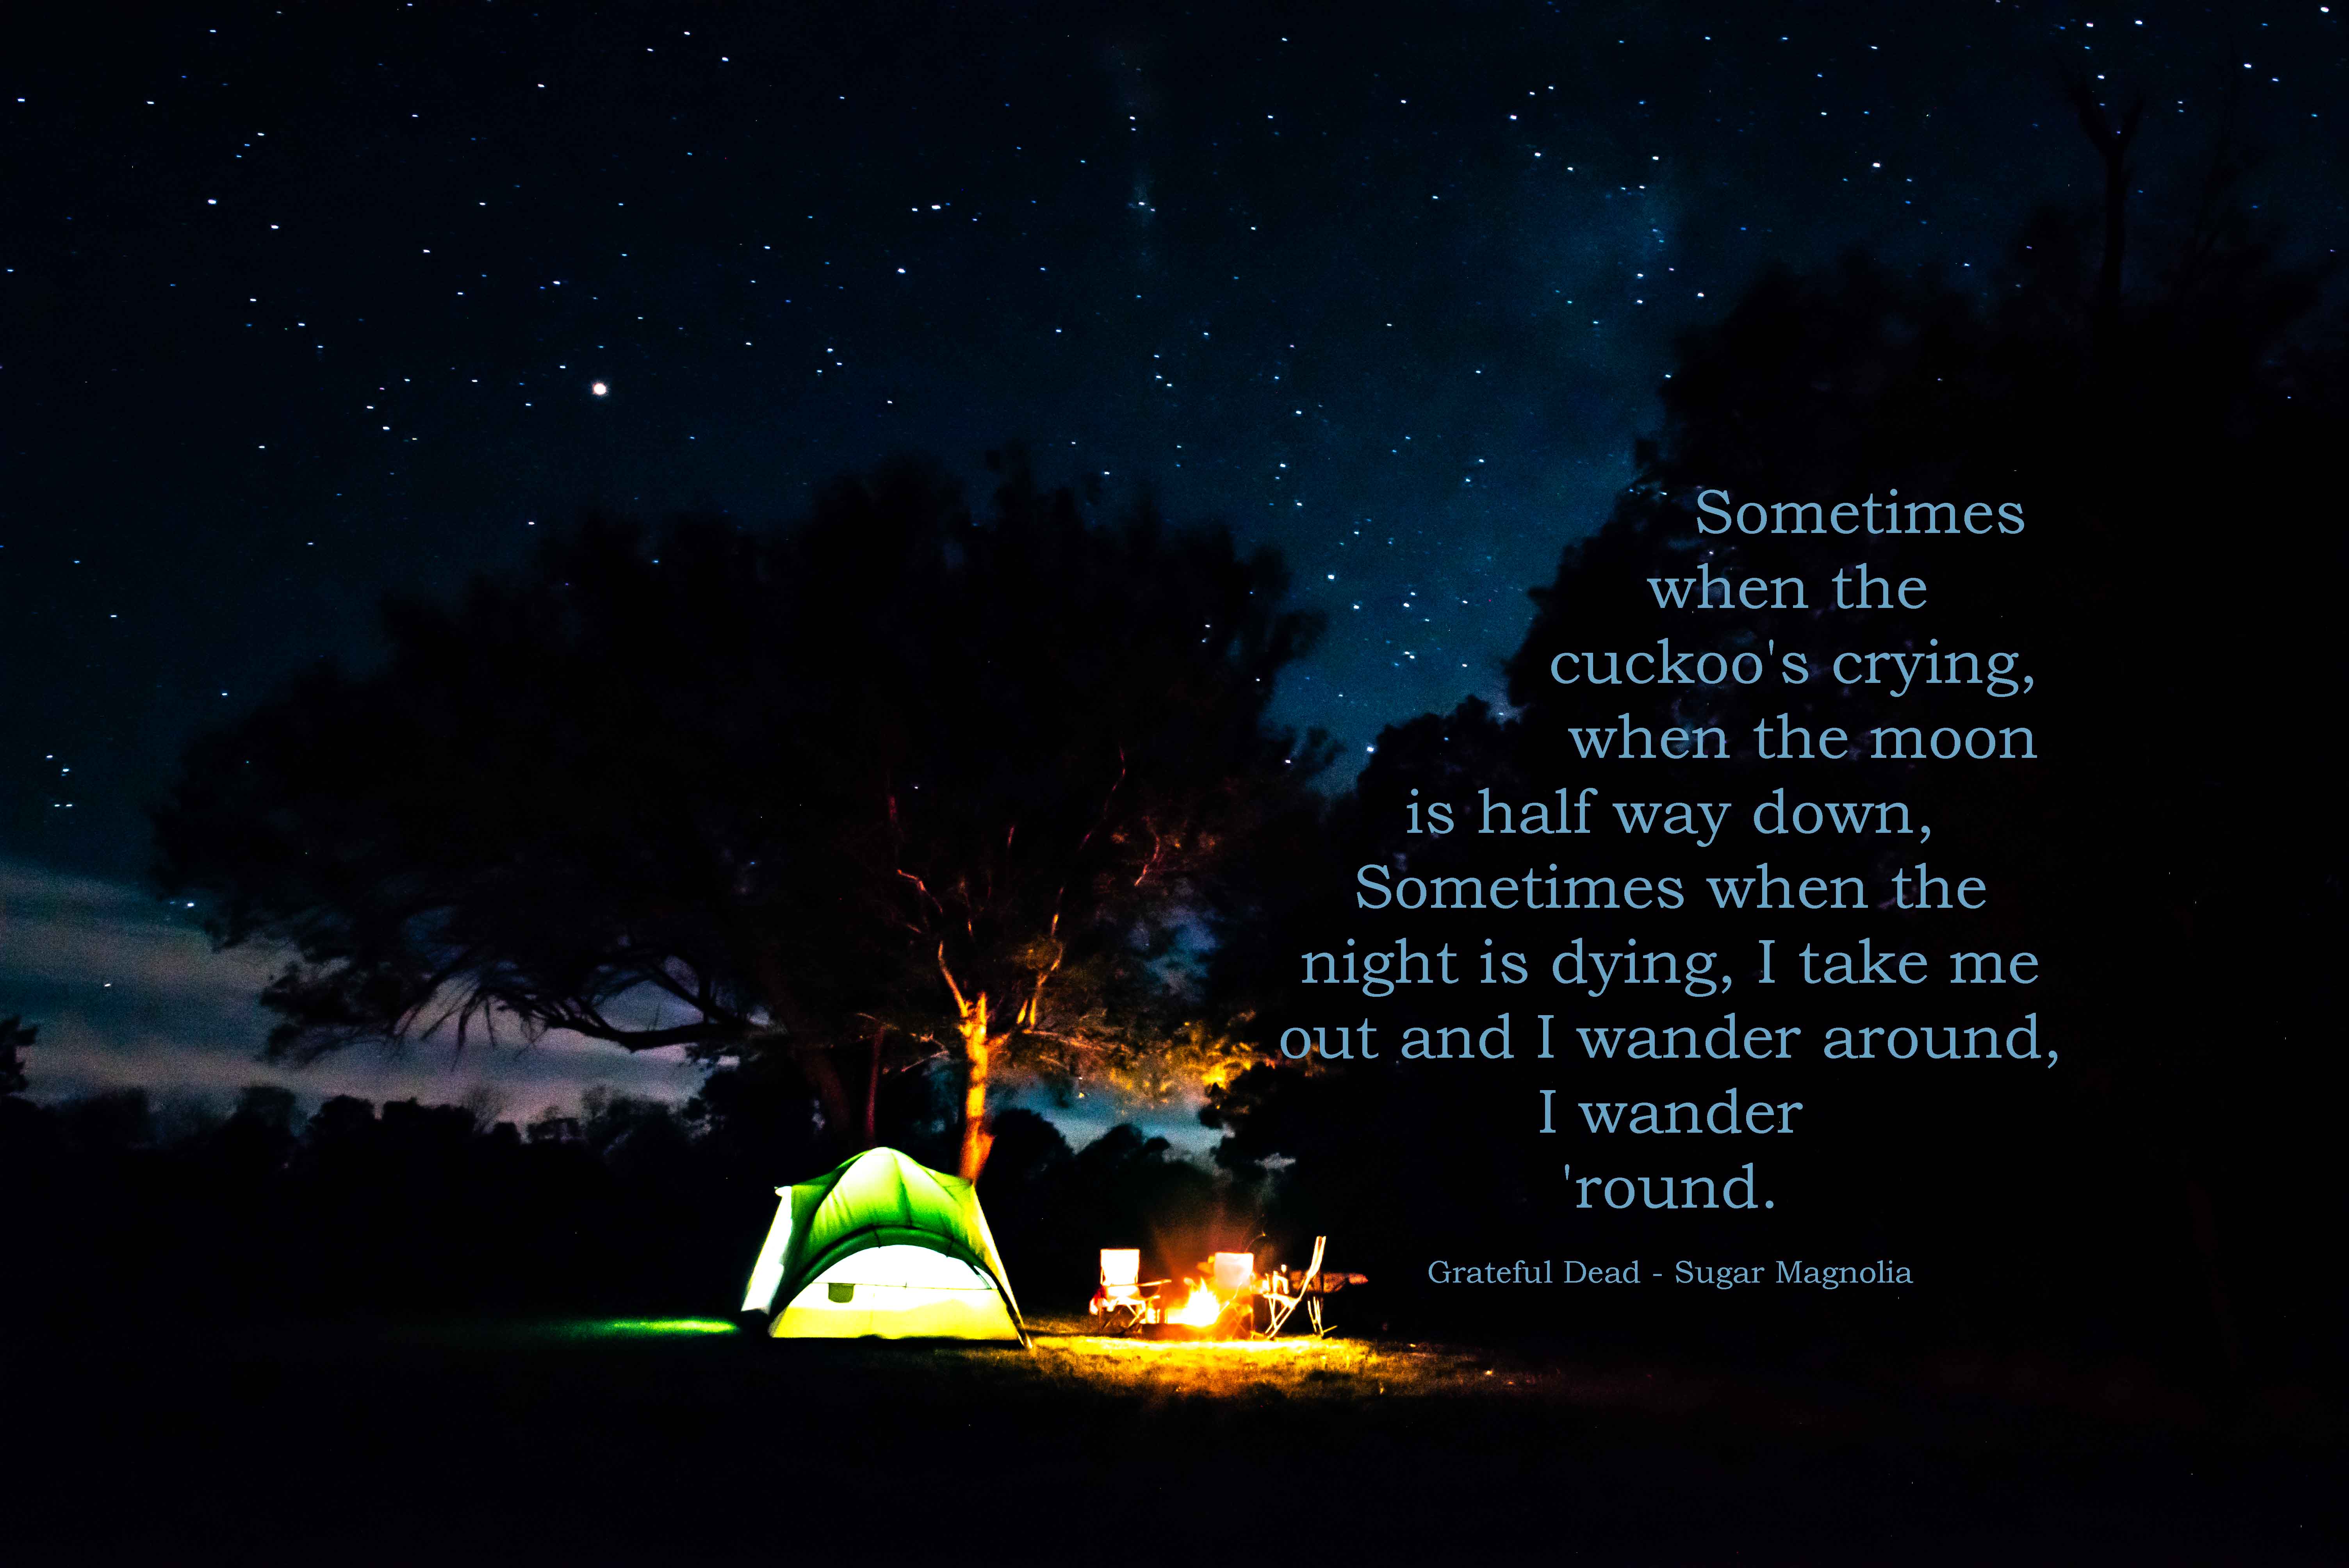 Sometimes
when the
cuckoo's crying,
when the moon
is half way down,
Sometimes when the
night is dying, I take me
out and I wander around,
I wander
'round.
Grateful Dead - Sugar Magnolia